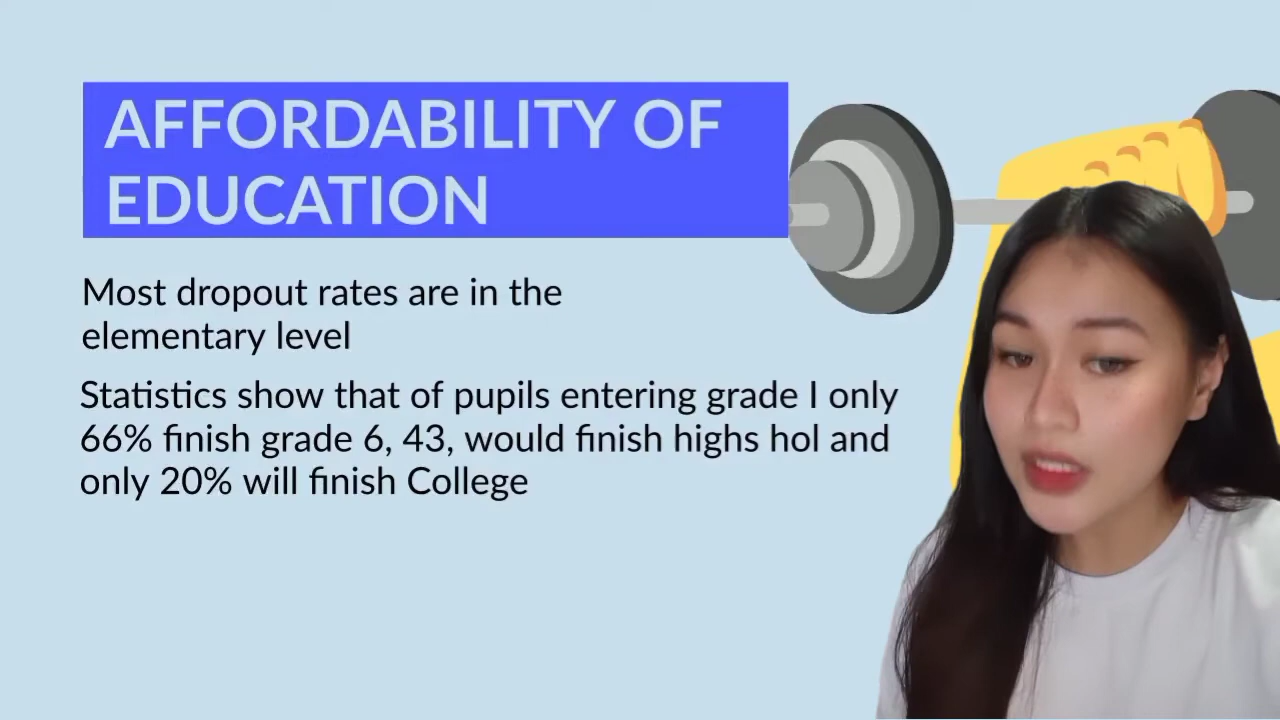 AFFORDABILITY OF
EDUCATION
Most dropout rates are in the
elementary level
Statistics show that of pupils entering grade I only
66% finish grade 6, 43, would finish highs hol and
only 20% will finish College